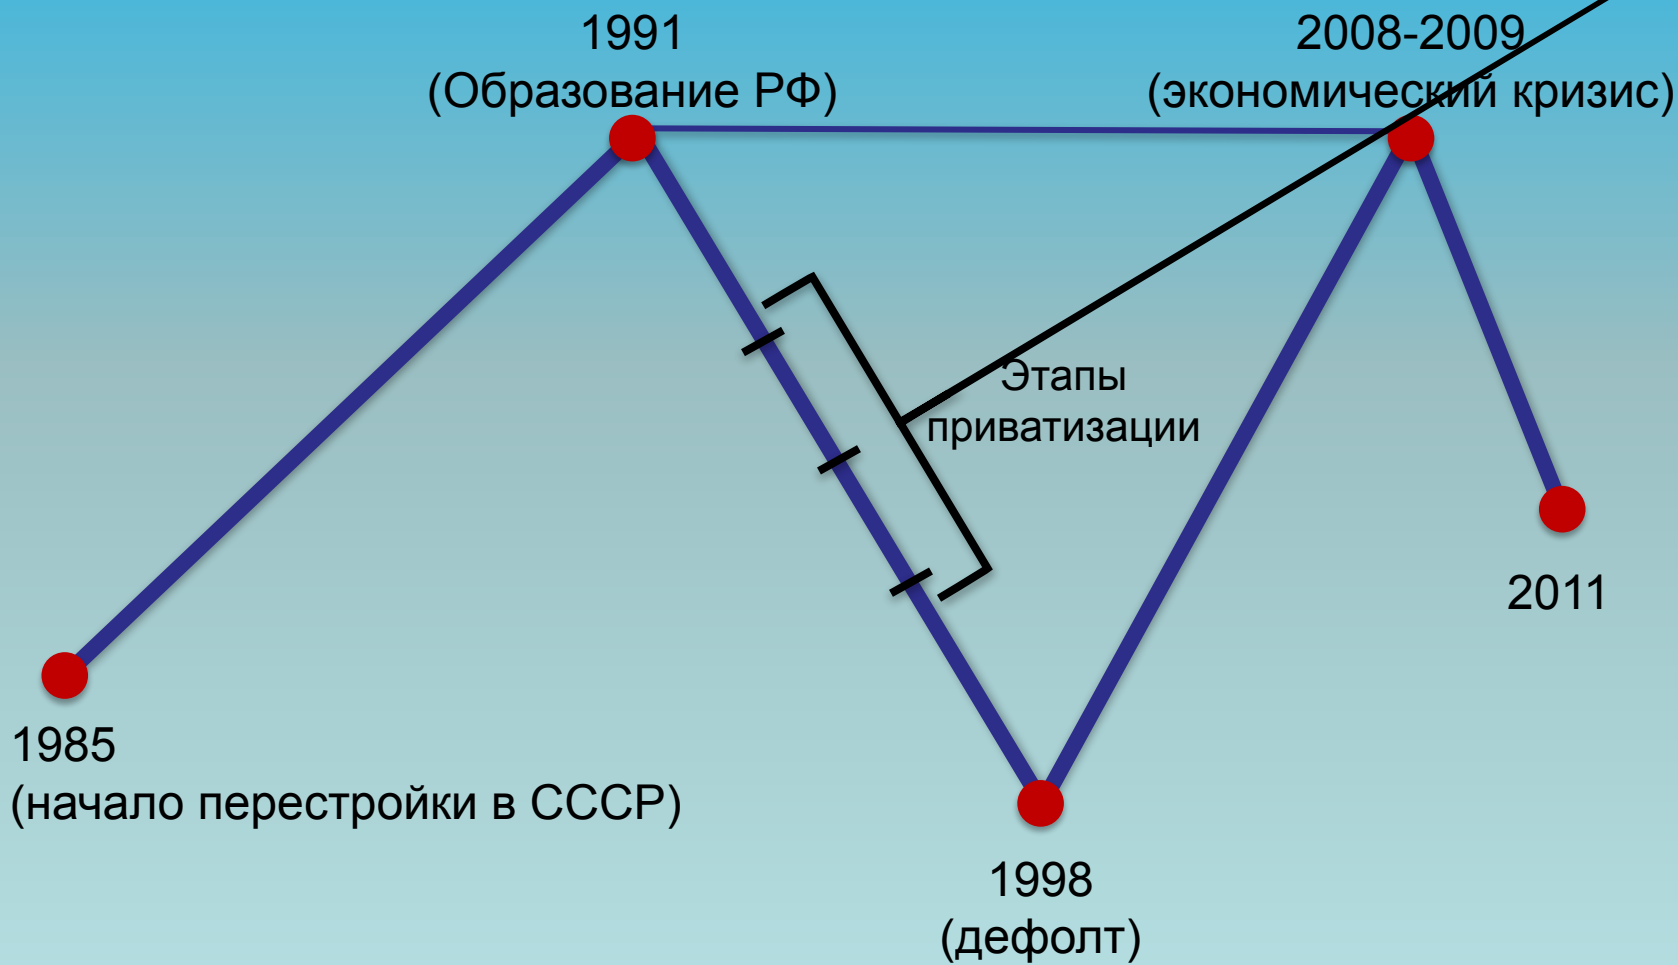 1991
(Образование РФ)
2008-2009
(экономический кризис)
Этапы
приватизации
2011
1985
(начало перестройки в СССР)
1998
(дефолт)